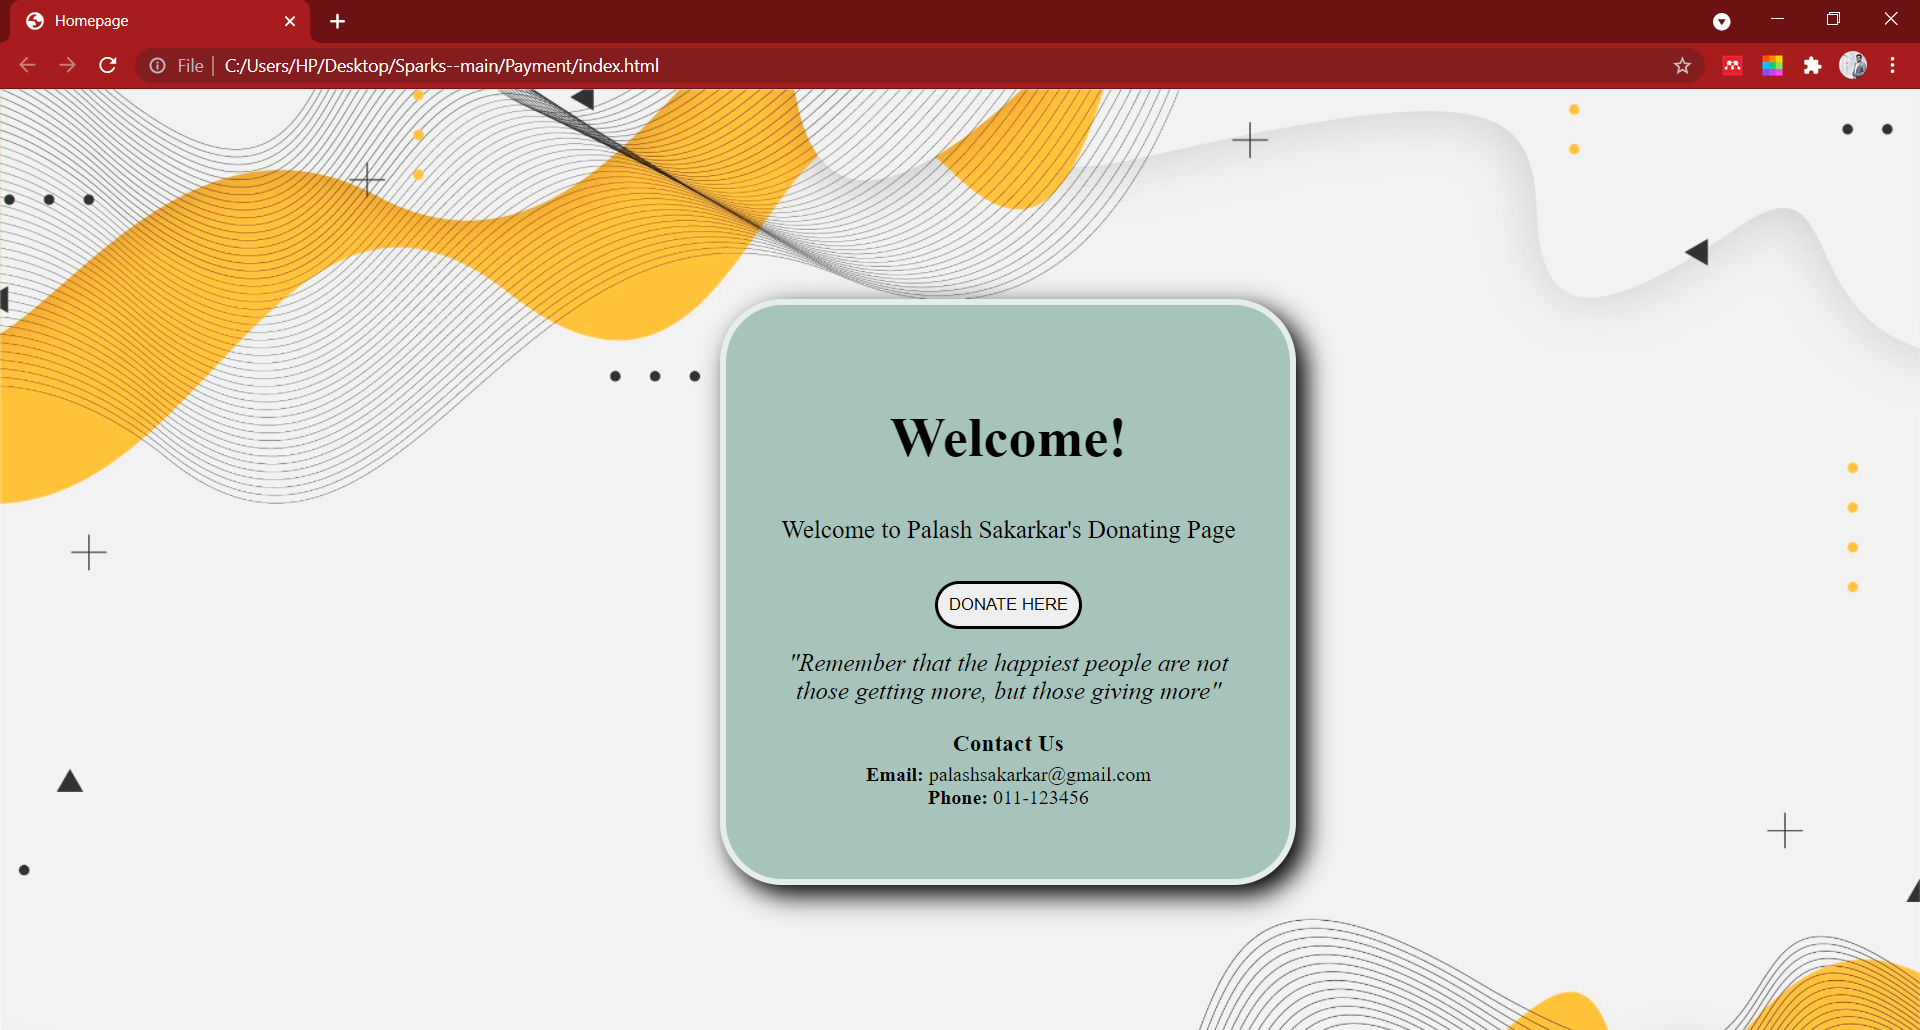 Homepage
File
C:/Users/HP/Desktop/Sparks--main/Payment/index.html
Welcome!
Welcome to Palash Sakarkar's Donating Page
DONATE HERE
"Remember that the happiest people are not
those getting more, but those giving more"
Contact Us
Email: palashsakarkar@gmail.com
Phone: 011-123456